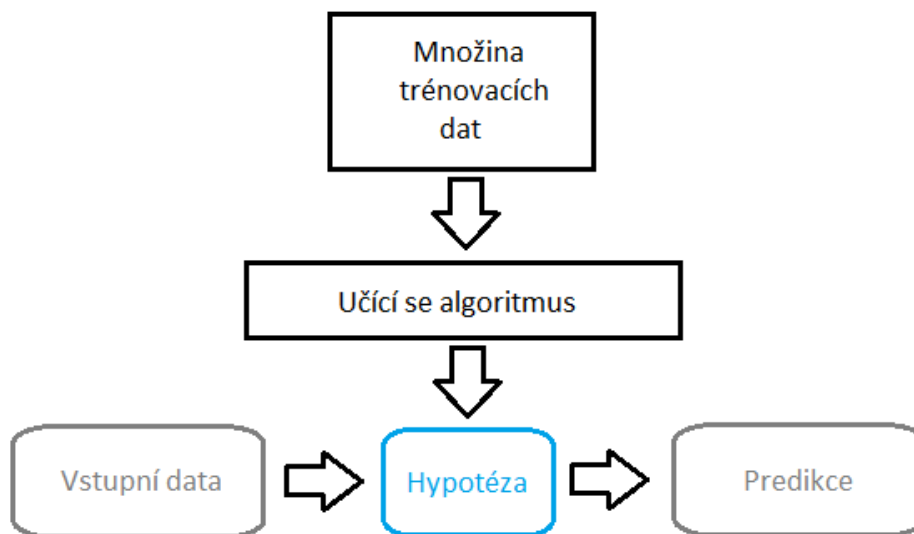 Množina
trénovacích
dat
Učící se algoritmus
Vstupní data
Hypotéza
Predikce